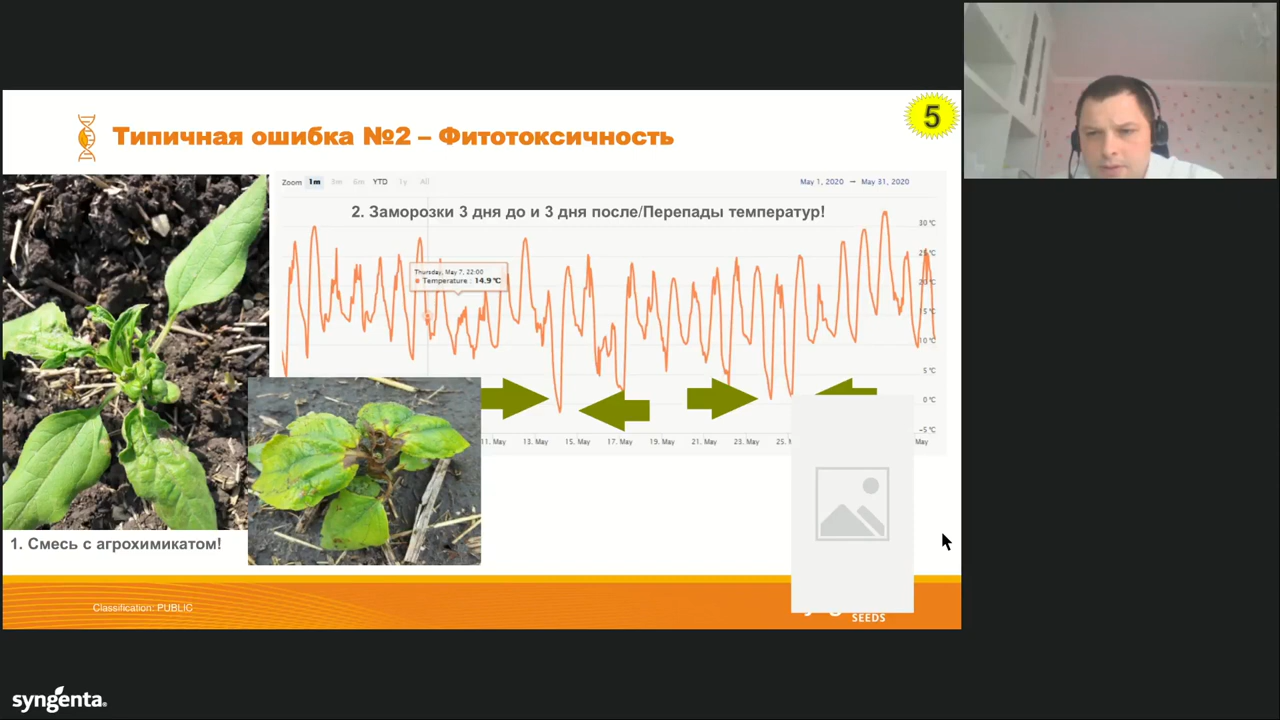 Типичная ошибка №2 – Фитотоксичность
5
Zoom 1m 3m 6m YTD 1y All
May 1, 2020 → May 31, 2020
2. Заморозки 3 дня до и 3 дня после/Перепады температур!
30 °C
25 °C
20 °C
15 °C
10 °C
5 °C
0 °C
-5 °C
Thursday, May 7, 22:00
Temperature : 14.9 °C
11. May 13. May 15. May 17. May 19. May 21. May 23. May 25. May
1. Смесь с агрохимикатом!
Classification: PUBLIC
SEEDS
syngenta